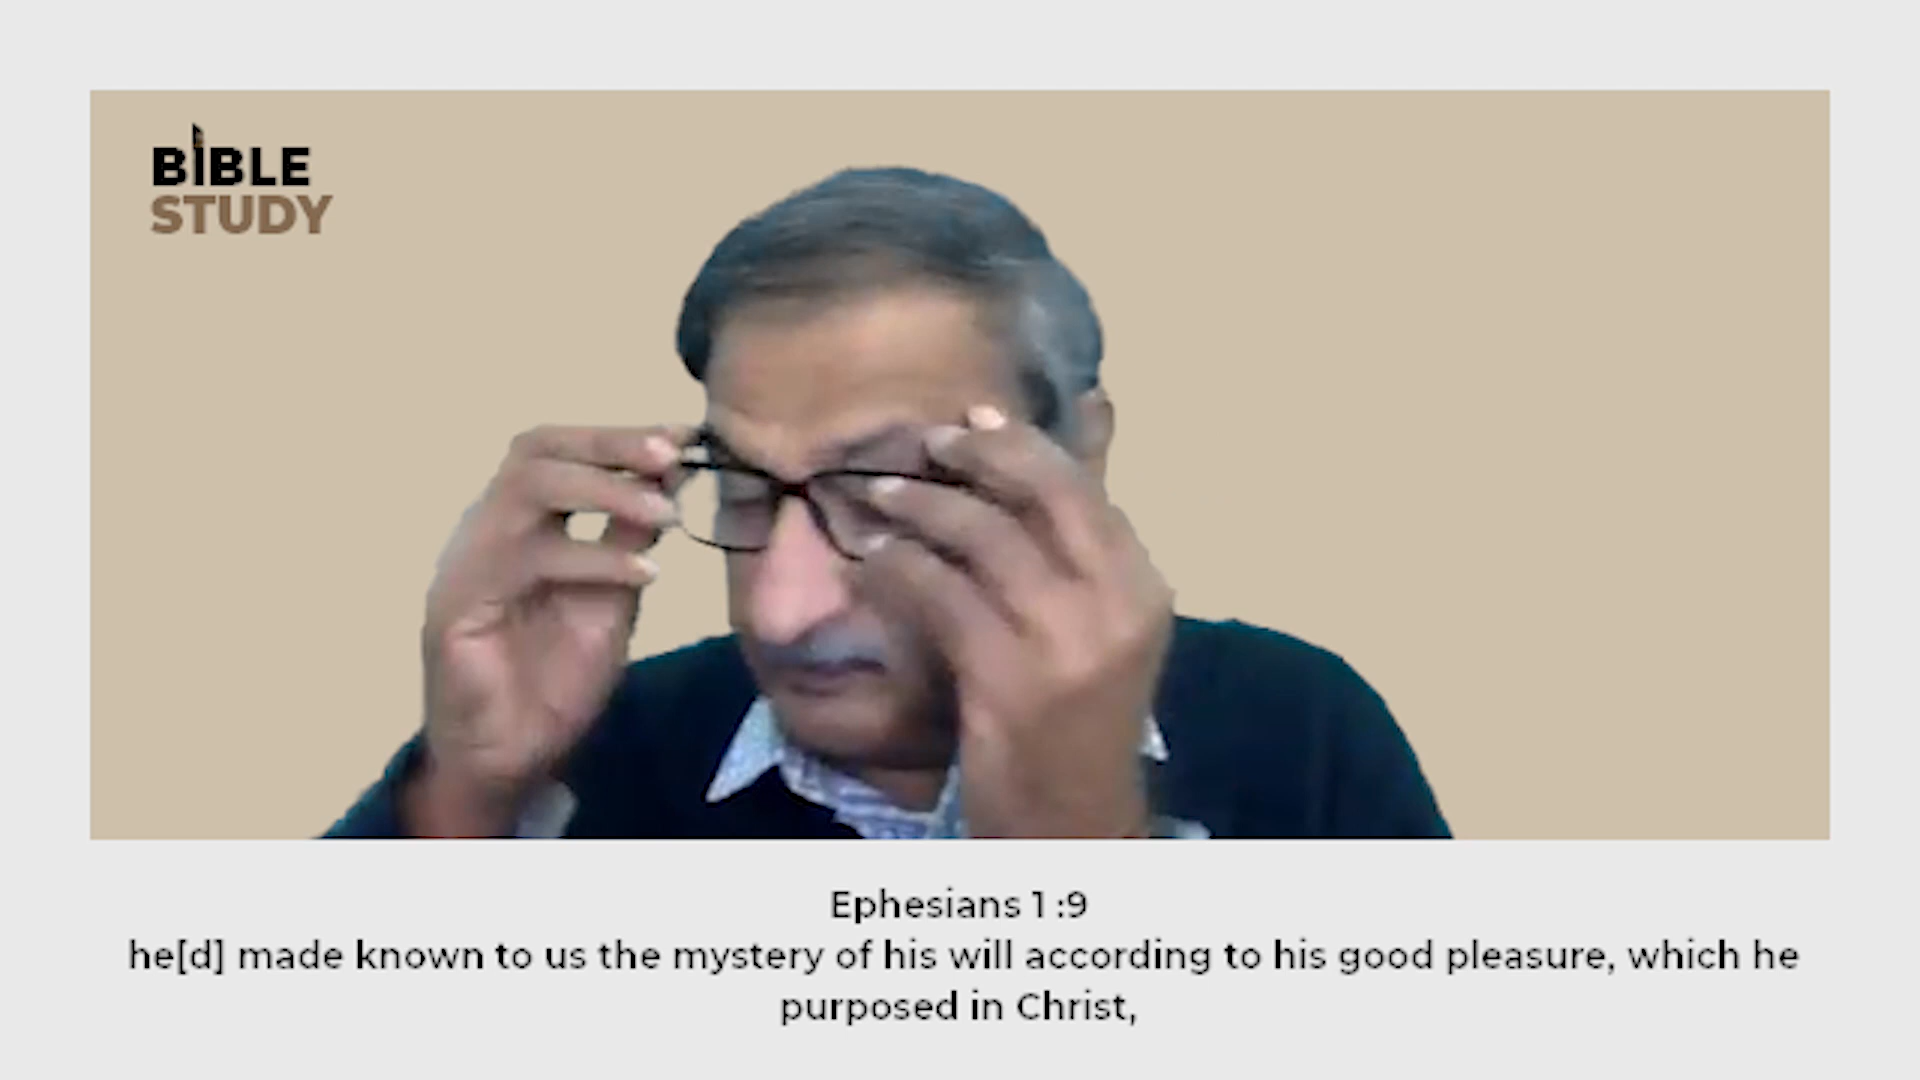 BIBLE
STUDY
Ephesians 1 :9
he[d] made known to us the mystery of his will according to his good pleasure, which he
purposed in Christ,